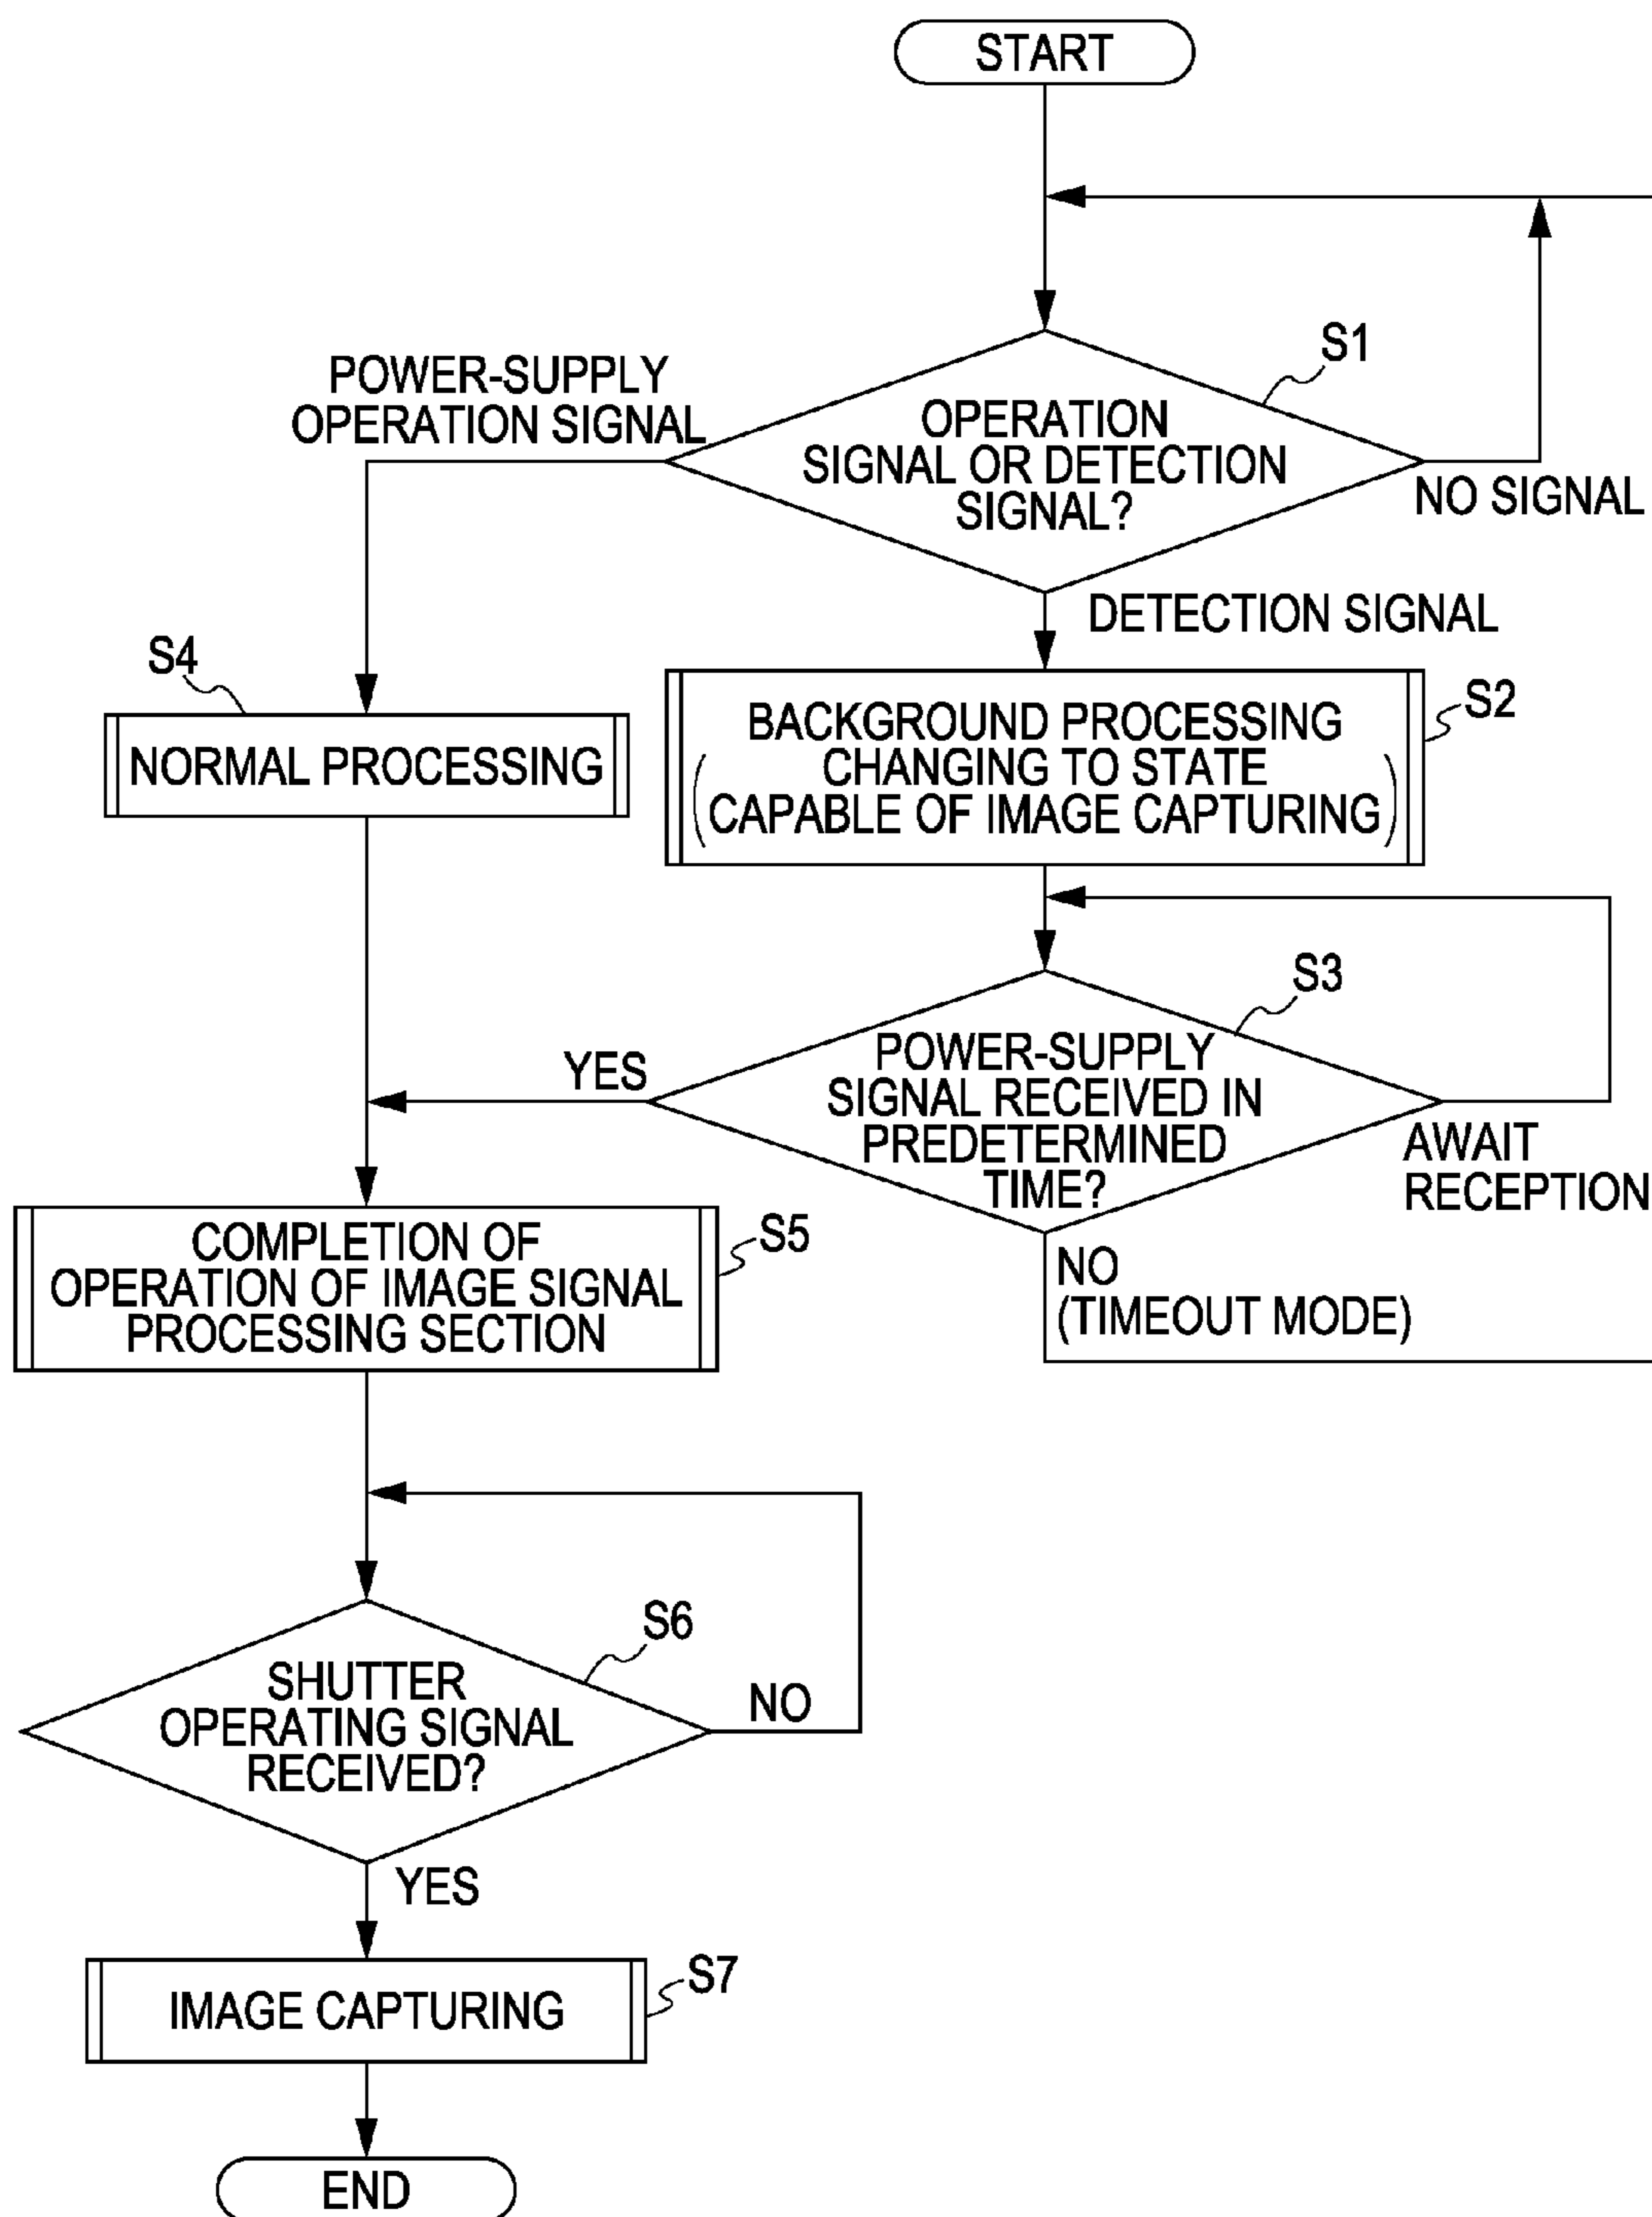 START
S1
POWER-SUPPLY
OPERATION SIGNAL
OPERATION
SIGNAL OR DETECTION
SIGNAL?
NO SIGNAL
DETECTION SIGNAL
S4
NORMAL PROCESSING
S2
BACKGROUND PROCESSING
(CHANGING TO STATE
CAPABLE OF IMAGE CAPTURING)
S3
POWER-SUPPLY
SIGNAL RECEIVED IN
PREDETERMINED
TIME?
YES
AWAIT
RECEPTION
NO
(TIMEOUT MODE)
S5
COMPLETION OF
OPERATION OF IMAGE SIGNAL
PROCESSING SECTION
S6
SHUTTER
OPERATING SIGNAL
RECEIVED?
NO
YES
S7
IMAGE CAPTURING
END